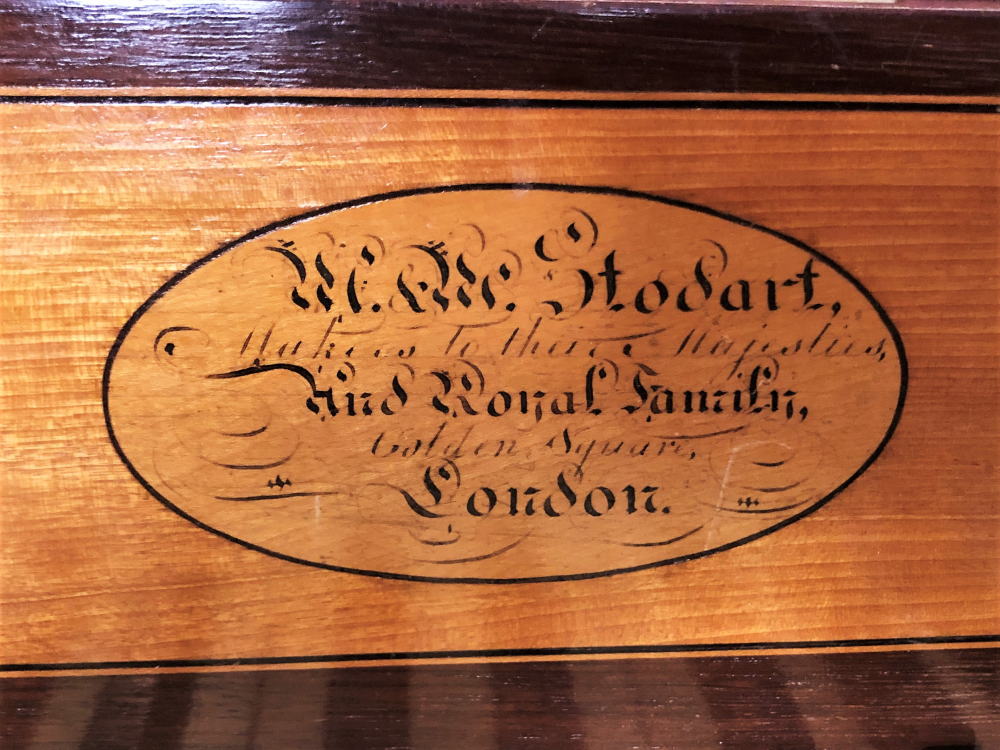 M. & W. Stodart,
Makers to their Majesties,
And Royal Family,
Golden Square,
London.